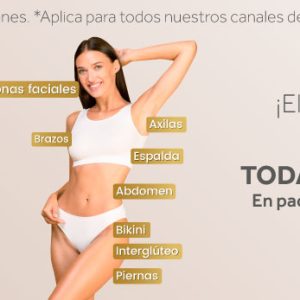 nes. *Aplica para todos nuestros canales de
onas faciales
¡El
Brazos
Axilas
Espalda
TODA
En pac
Abdomen
Bikini
Interglúteo
Piernas